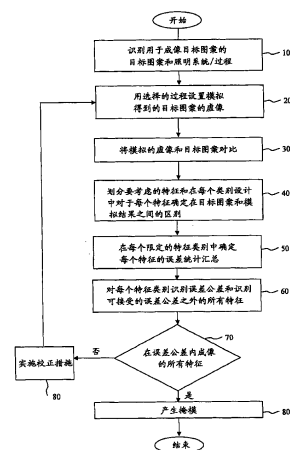 开始
识别用于成像目标图案的
目标图案和照明系统/过程
10
用选择的过程设置模拟
得到的目标图案的虚像
20
将模拟的虚像和目标图案对比
30
划分要考虑的特征和在每个类别设计
中对于每个特征确定在目标图案和模
拟结果之间的区别
40
在每个限定的特征类别中确定
每个特征的误差统计汇总
50
对每个特征类别识别误差公差和识别
可接受的误差公差之外的所有特征
60
70
在误差公差内成像
的所有特征
否
实施校正措施
80
是
产生掩模
80
结束